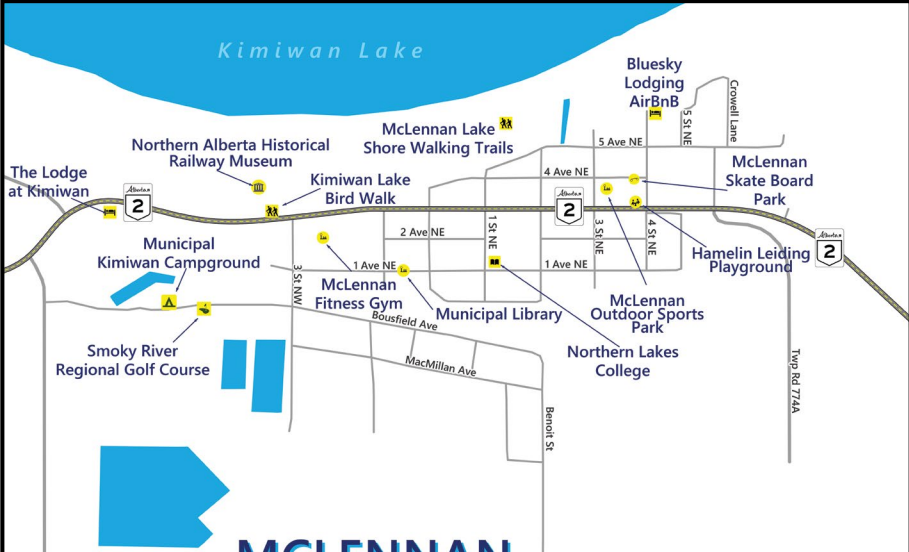 Kimiwan Lake
Bluesky
Lodging
AirBnB
Crowell Lane
5 St NE
McLennan Lake
Shore Walking Trails
5 Ave NE
Northern Alberta Historical
Railway Museum
The Lodge
at Kimiwan
Kimiwan Lake
Bird Walk
4 Ave NE
McLennan
Skate Board
Park
Alberta
2
Alberta
2
Alberta
2
2 Ave NE
1 St NE
3 St NE
4 St NE
Hamelin Leiding
Playground
Municipal
Kimiwan Campground
3 St NW
1 Ave NE
1 Ave NE
McLennan
Fitness Gym
Municipal Library
McLennan
Outdoor Sports
Park
Bousfield Ave
Northern Lakes
College
Smoky River
Regional Golf Course
MacMillan Ave
Twp Rd 774A
Benoit St
MCLENNAN